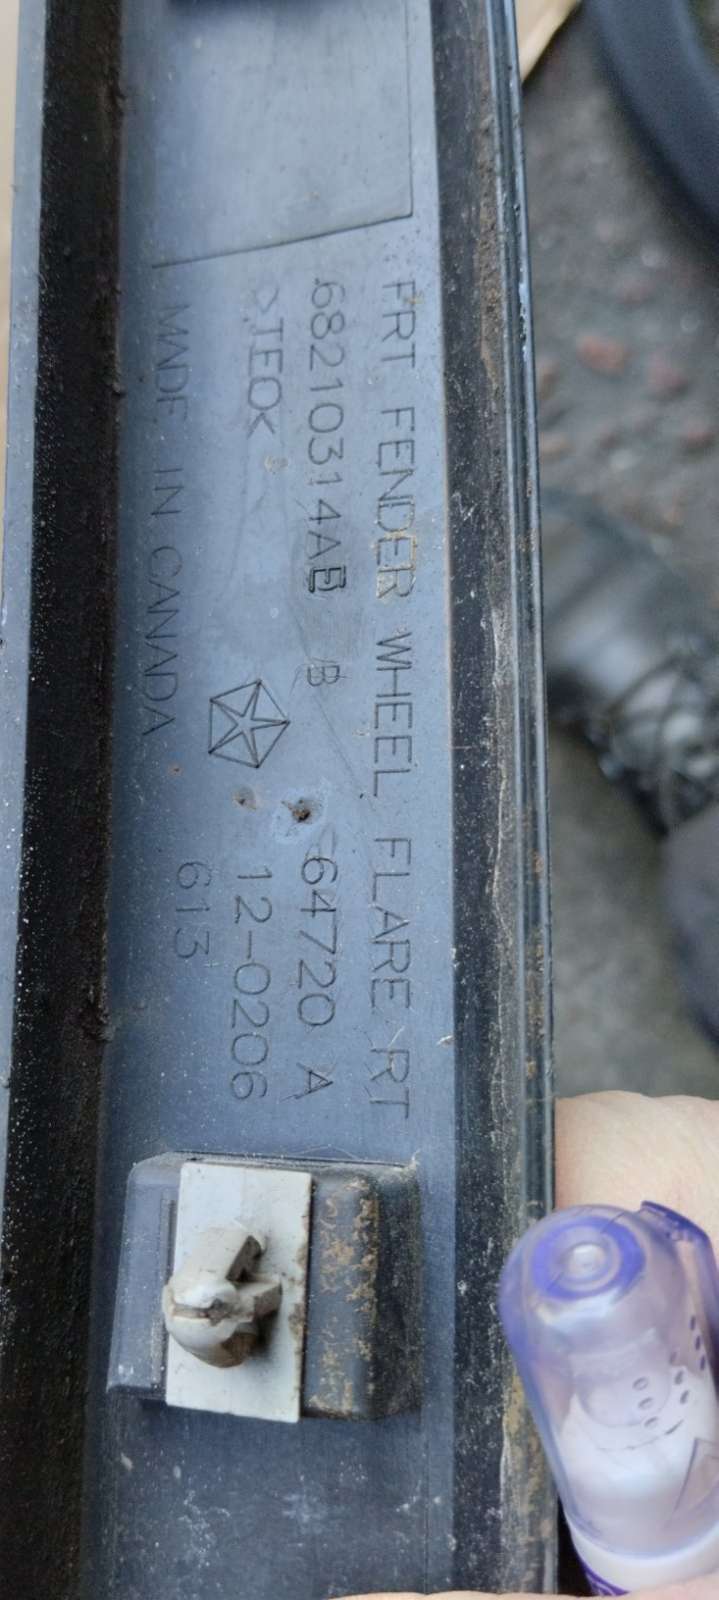 FRT FENDER WHEEL FLARE RT
68210314AB B
64720 A
>TEO<
12-0206
613
MADE IN CANADA